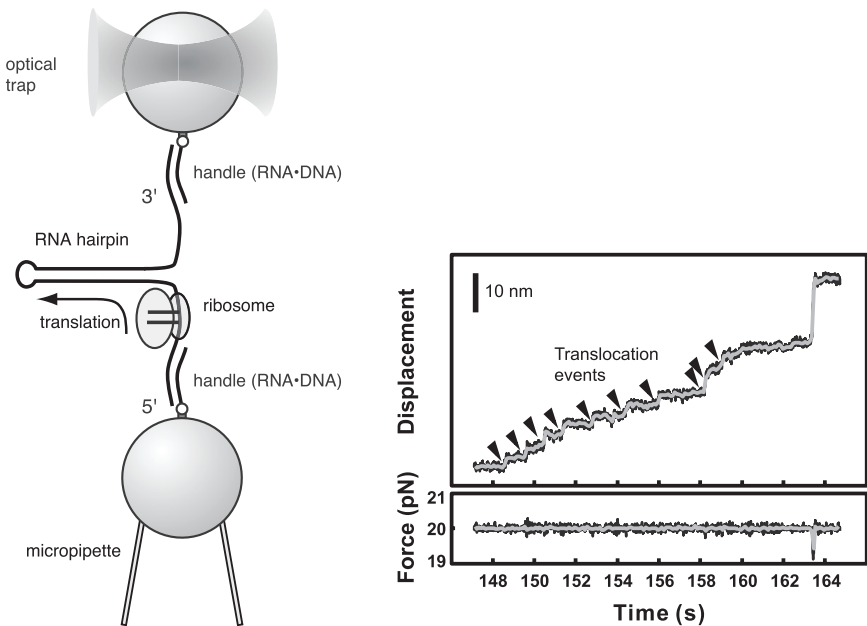 optical
trap
handle (RNA•DNA)
3'
RNA hairpin
ribosome
translation
handle (RNA•DNA)
5'
micropipette
Displacement
10 nm
Translocation
events
Force (pN)
21
20
19
148 150 152 154 156 158 160 162 164
Time (s)